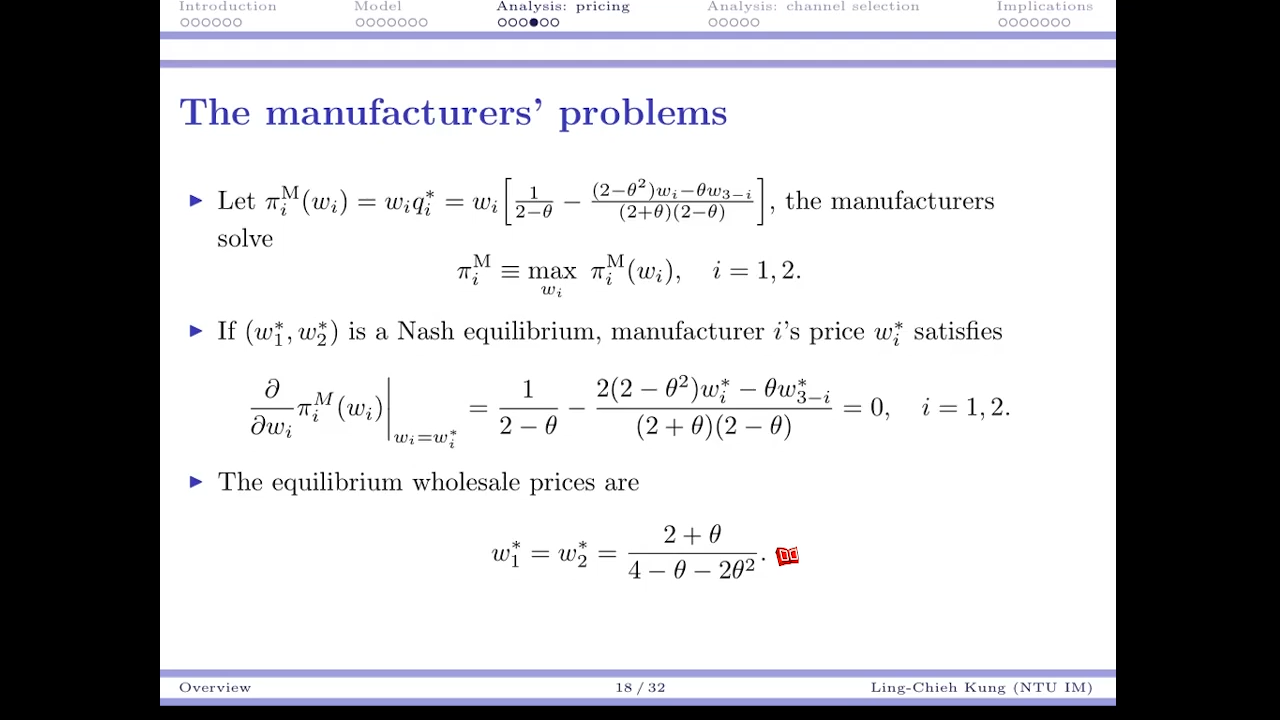 Introduction Model Analysis: pricing Analysis: channel selection Implications
The manufacturers' problems
▶ Let π_i^M(w_i) = w_i q_i^* = w_i [ 1/(2−θ) − ((2−θ²)w_i−θw_{3−i})/((2+θ)(2−θ)) ], the manufacturers
solve
π_i^M ≡ max_{w_i} π_i^M(w_i), i = 1, 2.
▶ If (w_1^*, w_2^*) is a Nash equilibrium, manufacturer i's price w_i^* satisfies
∂/∂w_i π_i^M(w_i)|_{w_i=w_i^*} = 1/(2 − θ) − (2(2 − θ²)w_i^* − θw_{3−i}^*)/((2 + θ)(2 − θ)) = 0, i = 1, 2.
▶ The equilibrium wholesale prices are
w_1^* = w_2^* = (2 + θ)/(4 − θ − 2θ²).
Overview 18 / 32 Ling-Chieh Kung (NTU IM)